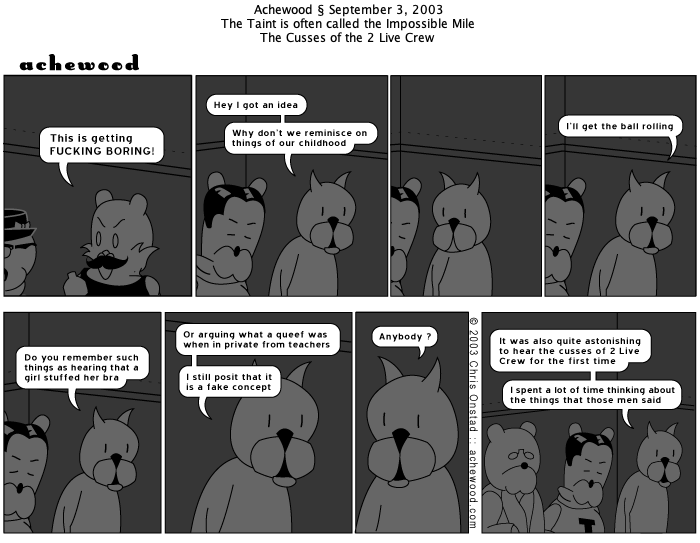 Achewood § September 3, 2003
The Taint is often called the Impossible Mile
The Cusses of the 2 Live Crew
achewood
This is getting
FUCKING BORING!
Hey I got an idea
Why don't we reminisce on
things of our childhood
I'll get the ball rolling
Do you remember such
things as hearing that a
girl stuffed her bra
Or arguing what a queef was
when in private from teachers
I still posit that it
is a fake concept
Anybody ?
© 2003 Chris Onstad :: achewood.com
It was also quite astonishing
to hear the cusses of 2 Live
Crew for the first time
I spent a lot of time thinking about
the things that those men said
T